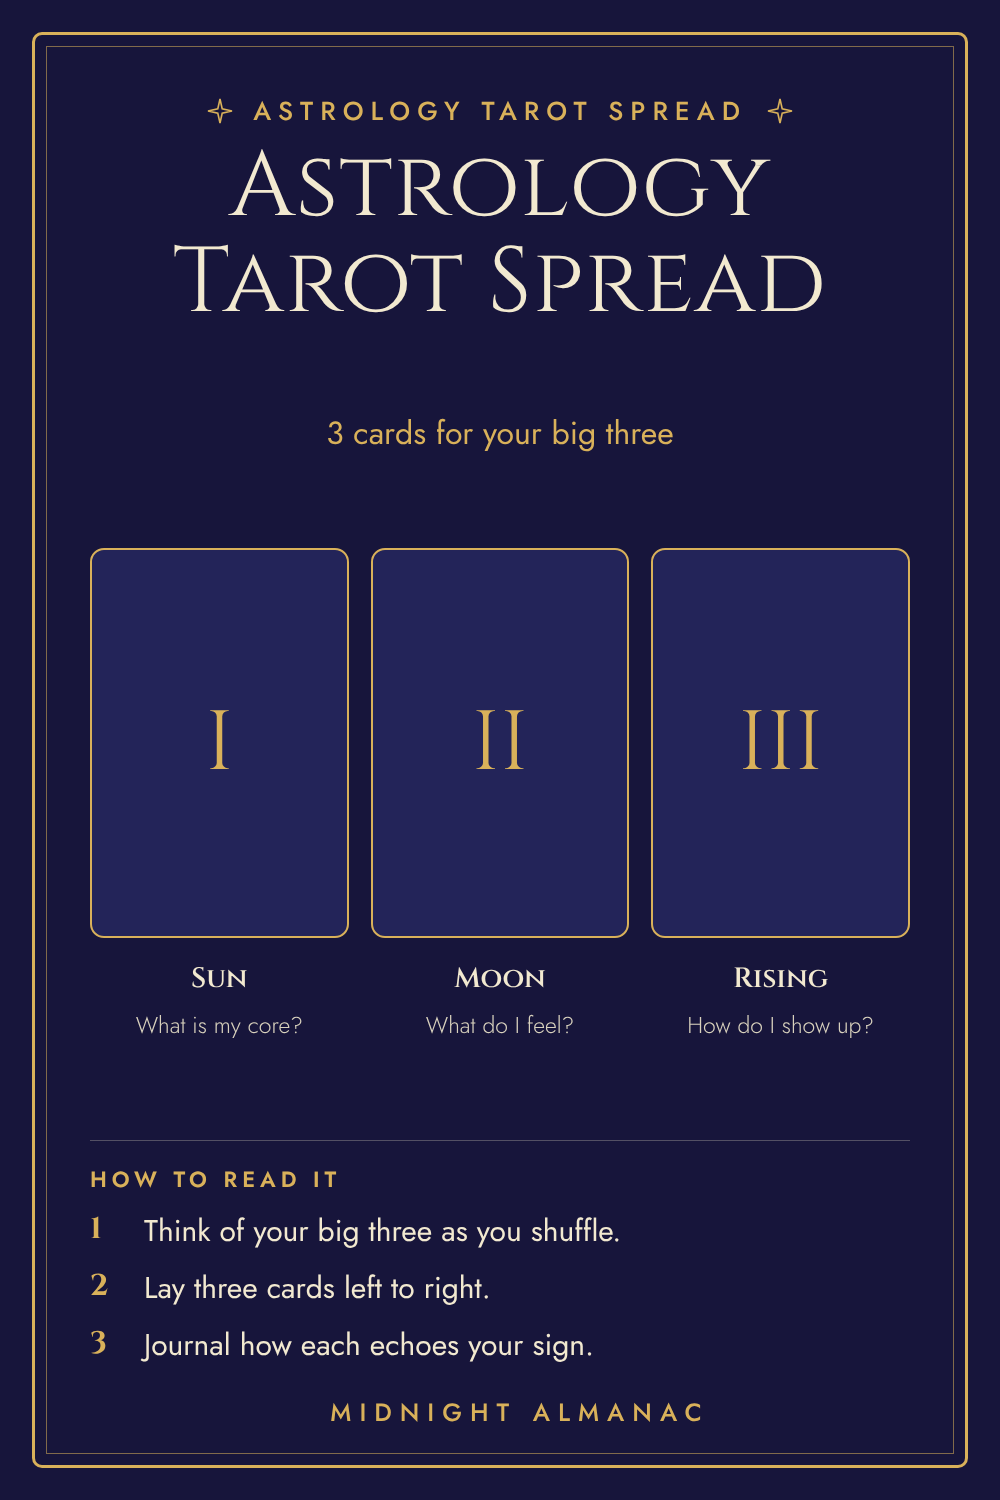 ASTROLOGY TAROT SPREAD
Astrology
Tarot Spread
3 cards for your big three
I
II
III
Sun
Moon
Rising
What is my core?
What do I feel?
How do I show up?
HOW TO READ IT
1 Think of your big three as you shuffle.
2 Lay three cards left to right.
3 Journal how each echoes your sign.
MIDNIGHT ALMANAC